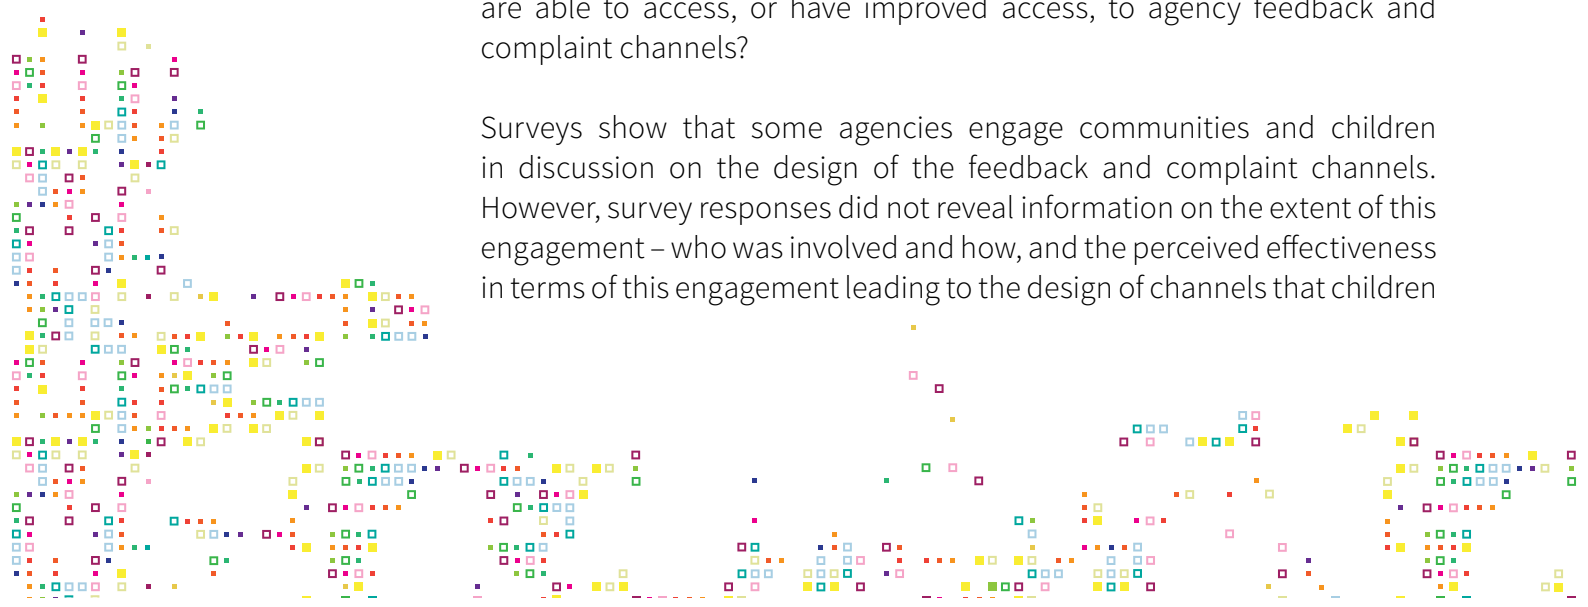 are able to access, or have improved access, to agency feedback and
complaint channels?
Surveys show that some agencies engage communities and children
in discussion on the design of the feedback and complaint channels.
However, survey responses did not reveal information on the extent of this
engagement – who was involved and how, and the perceived effectiveness
in terms of this engagement leading to the design of channels that children